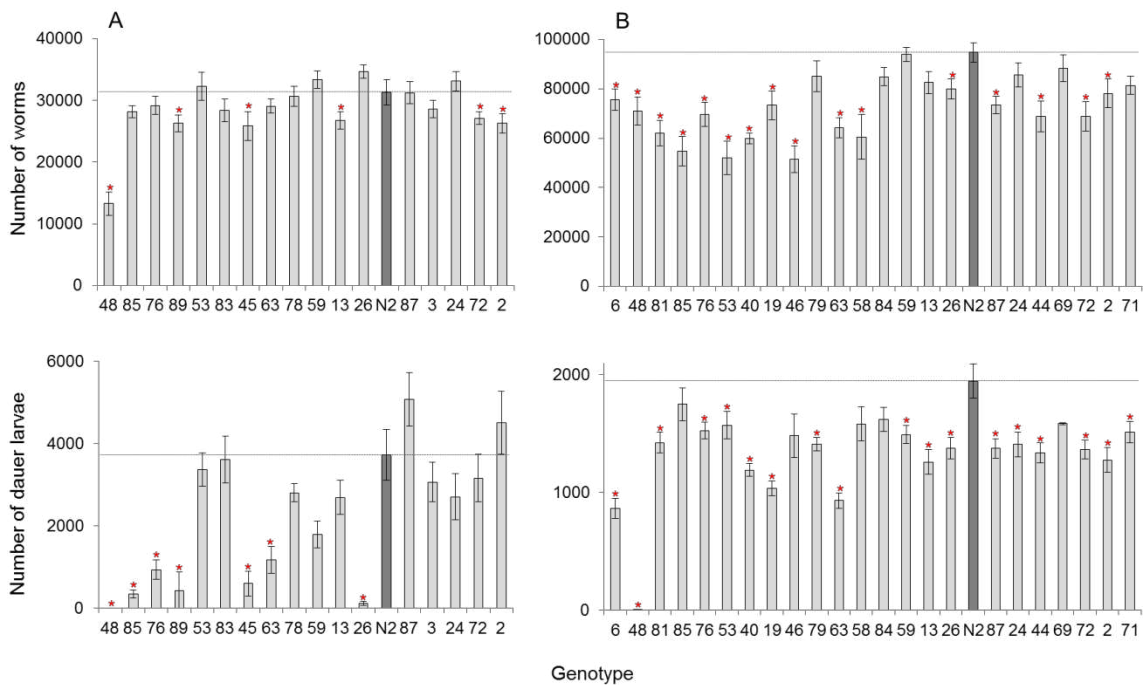 A
Number of worms
40000
30000
20000
10000
0
48 85 76 89 53 83 45 63 78 59 13 26 N2 87 3 24 72 2
B
100000
80000
60000
40000
20000
0
6 48 81 85 76 53 40 19 46 79 63 58 84 59 13 26 N2 87 24 44 69 72 2 71
Number of dauer larvae
6000
4000
2000
0
48 85 76 89 53 83 45 63 78 59 13 26 N2 87 3 24 72 2
2000
1000
0
6 48 81 85 76 53 40 19 46 79 63 58 84 59 13 26 N2 87 24 44 69 72 2 71
Genotype